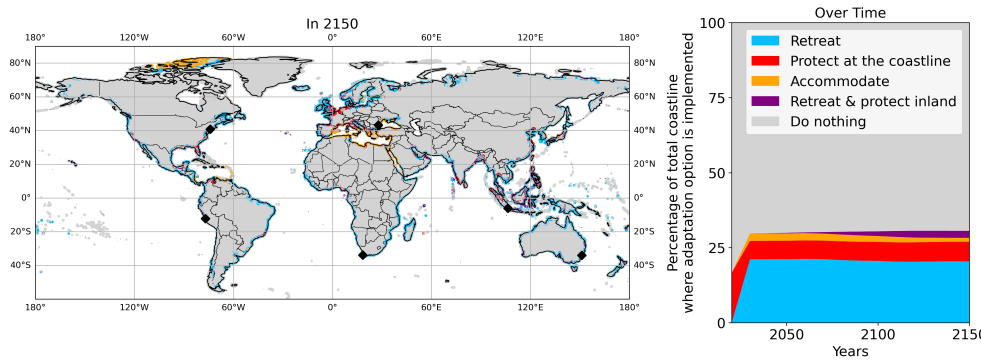 In 2150
180° 120°W 60°W 0° 60°E 120°E 180°
80°N 80°N
60°N 60°N
40°N 40°N
20°N 20°N
0° 0°
20°S 20°S
40°S 40°S
180° 120°W 60°W 0° 60°E 120°E 180°
Over Time
Percentage of total coastline
where adaptation option is implemented
100
75
50
25
0
Retreat
Protect at the coastline
Accommodate
Retreat & protect inland
Do nothing
2050 2100 2150
Years